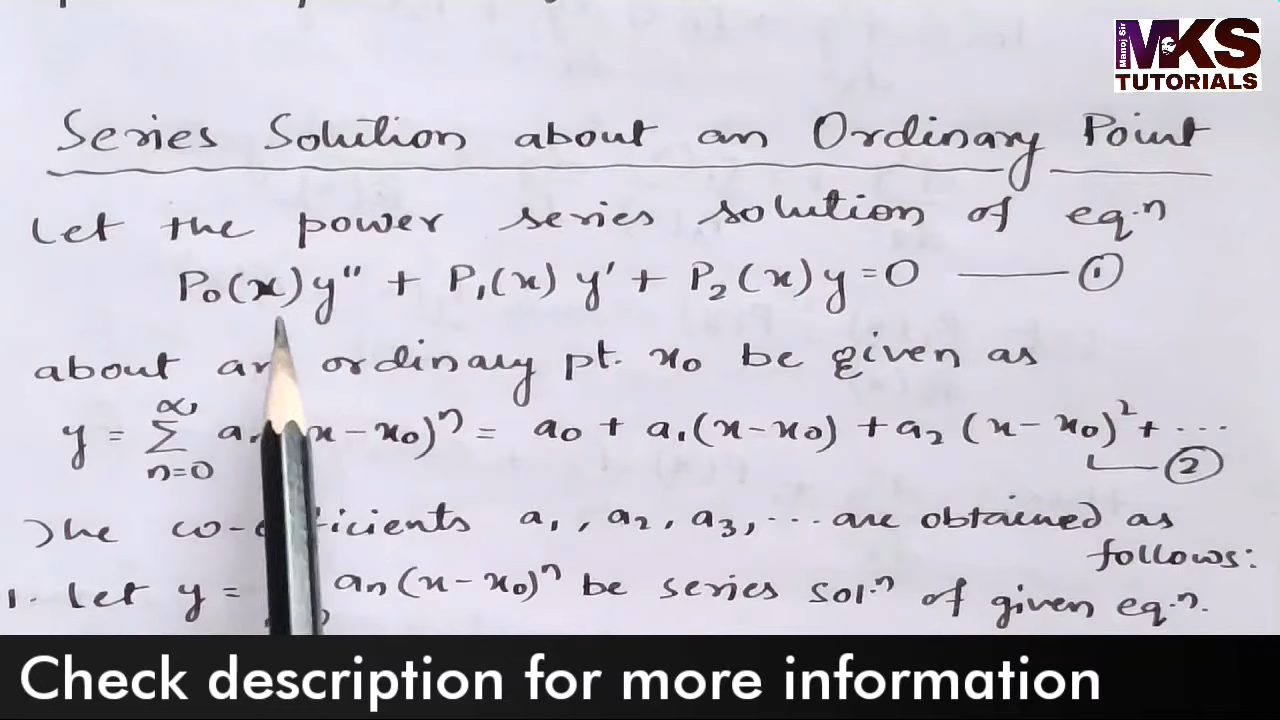 Manoj Sir
MKS
TUTORIALS
Series Solution about an Ordinary Point
Let the power series solution of eq.n
P₀(x)y'' + P₁(x) y' + P₂(x)y = 0 —— ①
about an ordinary pt. x₀ be given as
y = ∑ n=0 ∞ a (x-x₀)ⁿ = a₀ + a₁(x-x₀) + a₂ (x-x₀)² + ... ②
The co-efficients a₁, a₂, a₃, ... are obtained as
follows:
1. Let y = an(x-x₀)ⁿ be series sol.n of given eq.n.
Check description for more information